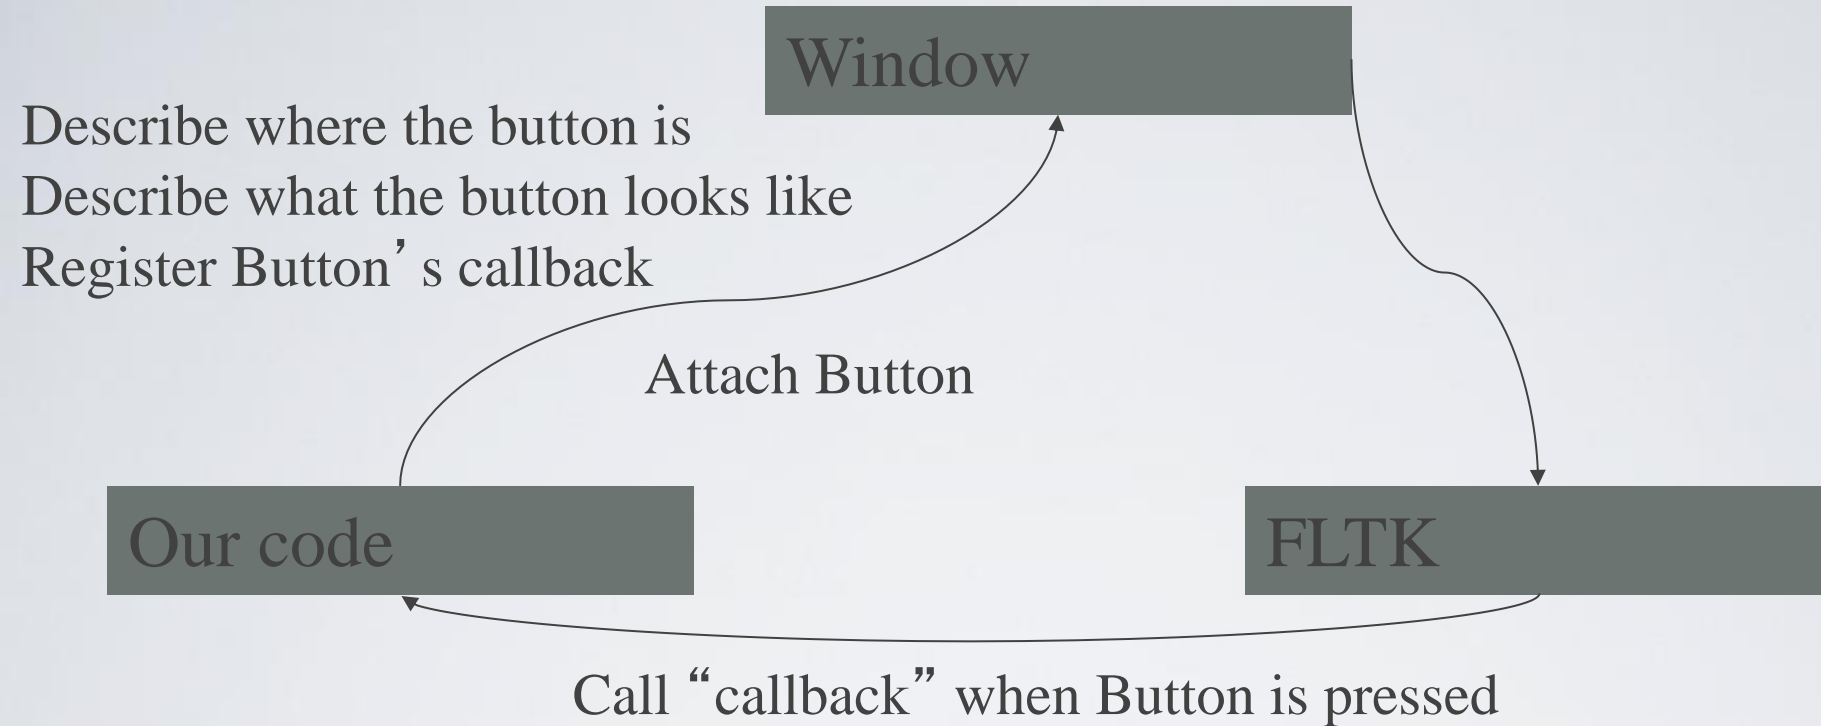 Window
Describe where the button is
Describe what the button looks like
Register Button’s callback
Attach Button
Our code
FLTK
Call “callback” when Button is pressed